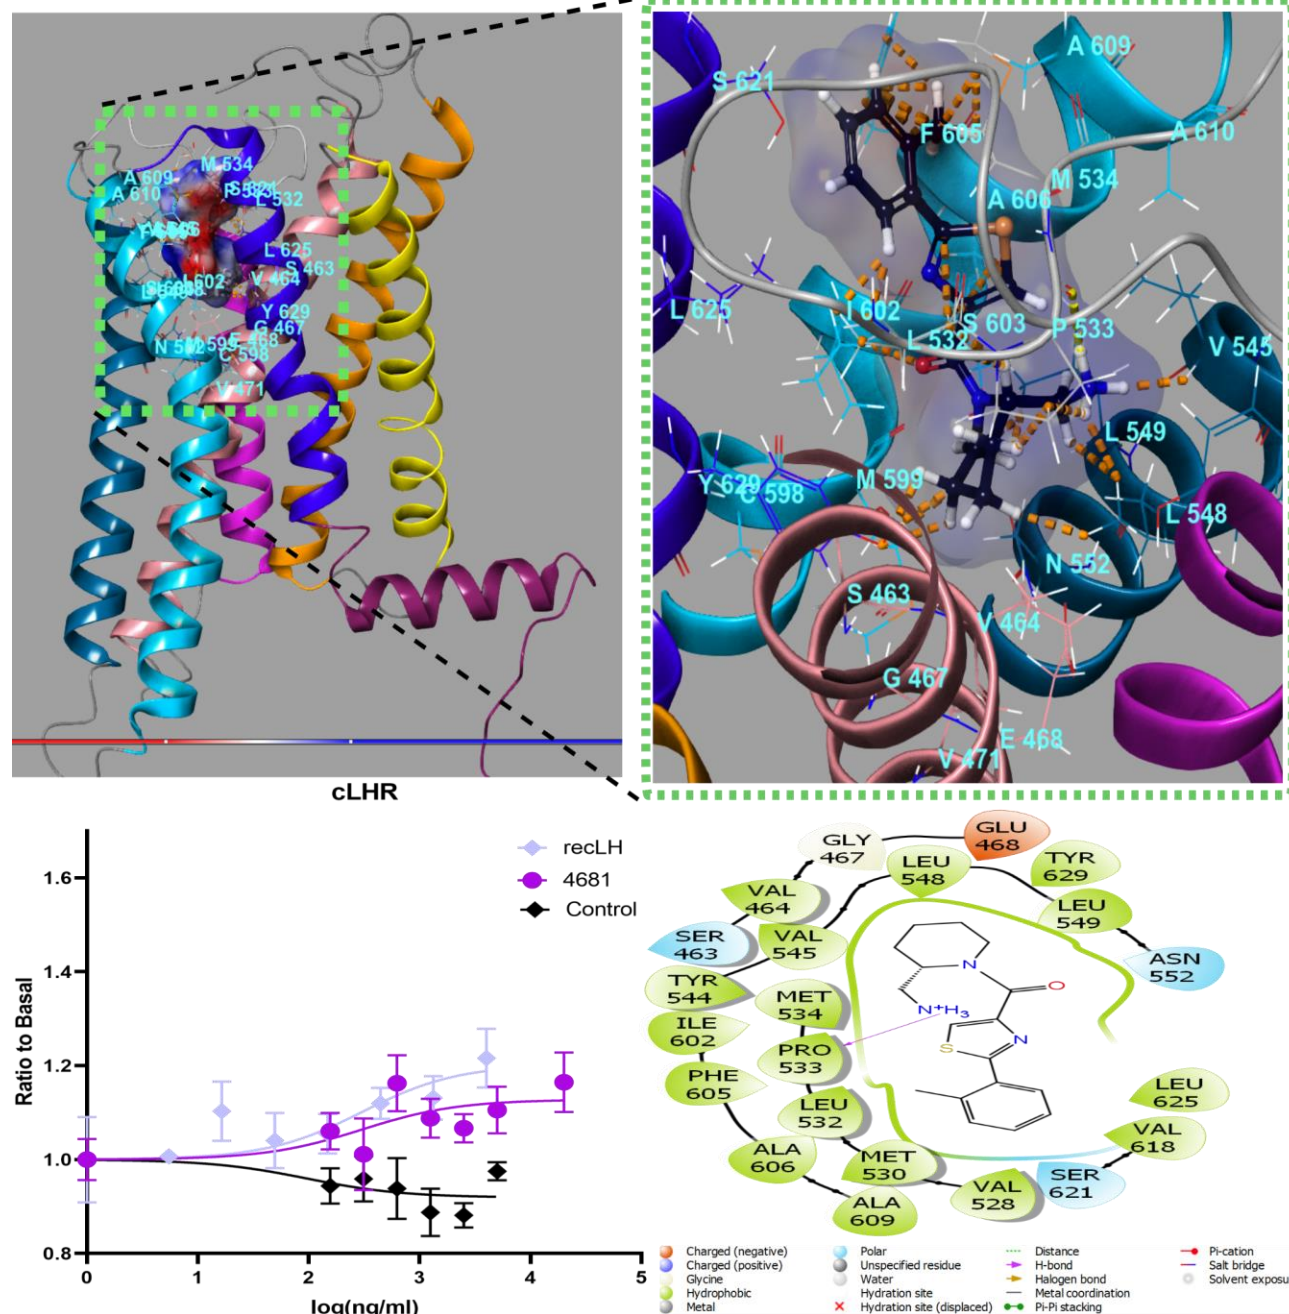 M 534
A 609
A 610
L 532
L 625
S 463
V 464
Y 629
G 467
C 598
V 471
A 609
S 621
F 605
A 610
M 534
A 606
L 625
I 602
S 603
P 533
L 532
V 545
L 549
Y 629
C 598
M 599
L 548
N 552
S 463
V 464
G 467
E 468
V 471
cLHR
recLH
4681
Control
Ratio to Basal
1.6
1.4
1.2
1.0
0.8
0
1
2
3
4
5
log(ng/ml)
GLY
467
GLU
468
LEU
548
TYR
629
VAL
464
LEU
549
SER
463
VAL
545
ASN
552
TYR
544
MET
534
ILE
602
PRO
533
PHE
605
LEU
532
LEU
625
VAL
618
ALA
606
MET
530
SER
621
VAL
528
ALA
609
N
O
N⁺H₃
S
N
Charged (negative)
Charged (positive)
Glycine
Hydrophobic
Metal
Polar
Unspecified residue
Water
Hydration site
Hydration site (displaced)
Distance
H-bond
Halogen bond
Metal coordination
Pi-Pi stacking
Pi-cation
Salt bridge
Solvent exposu